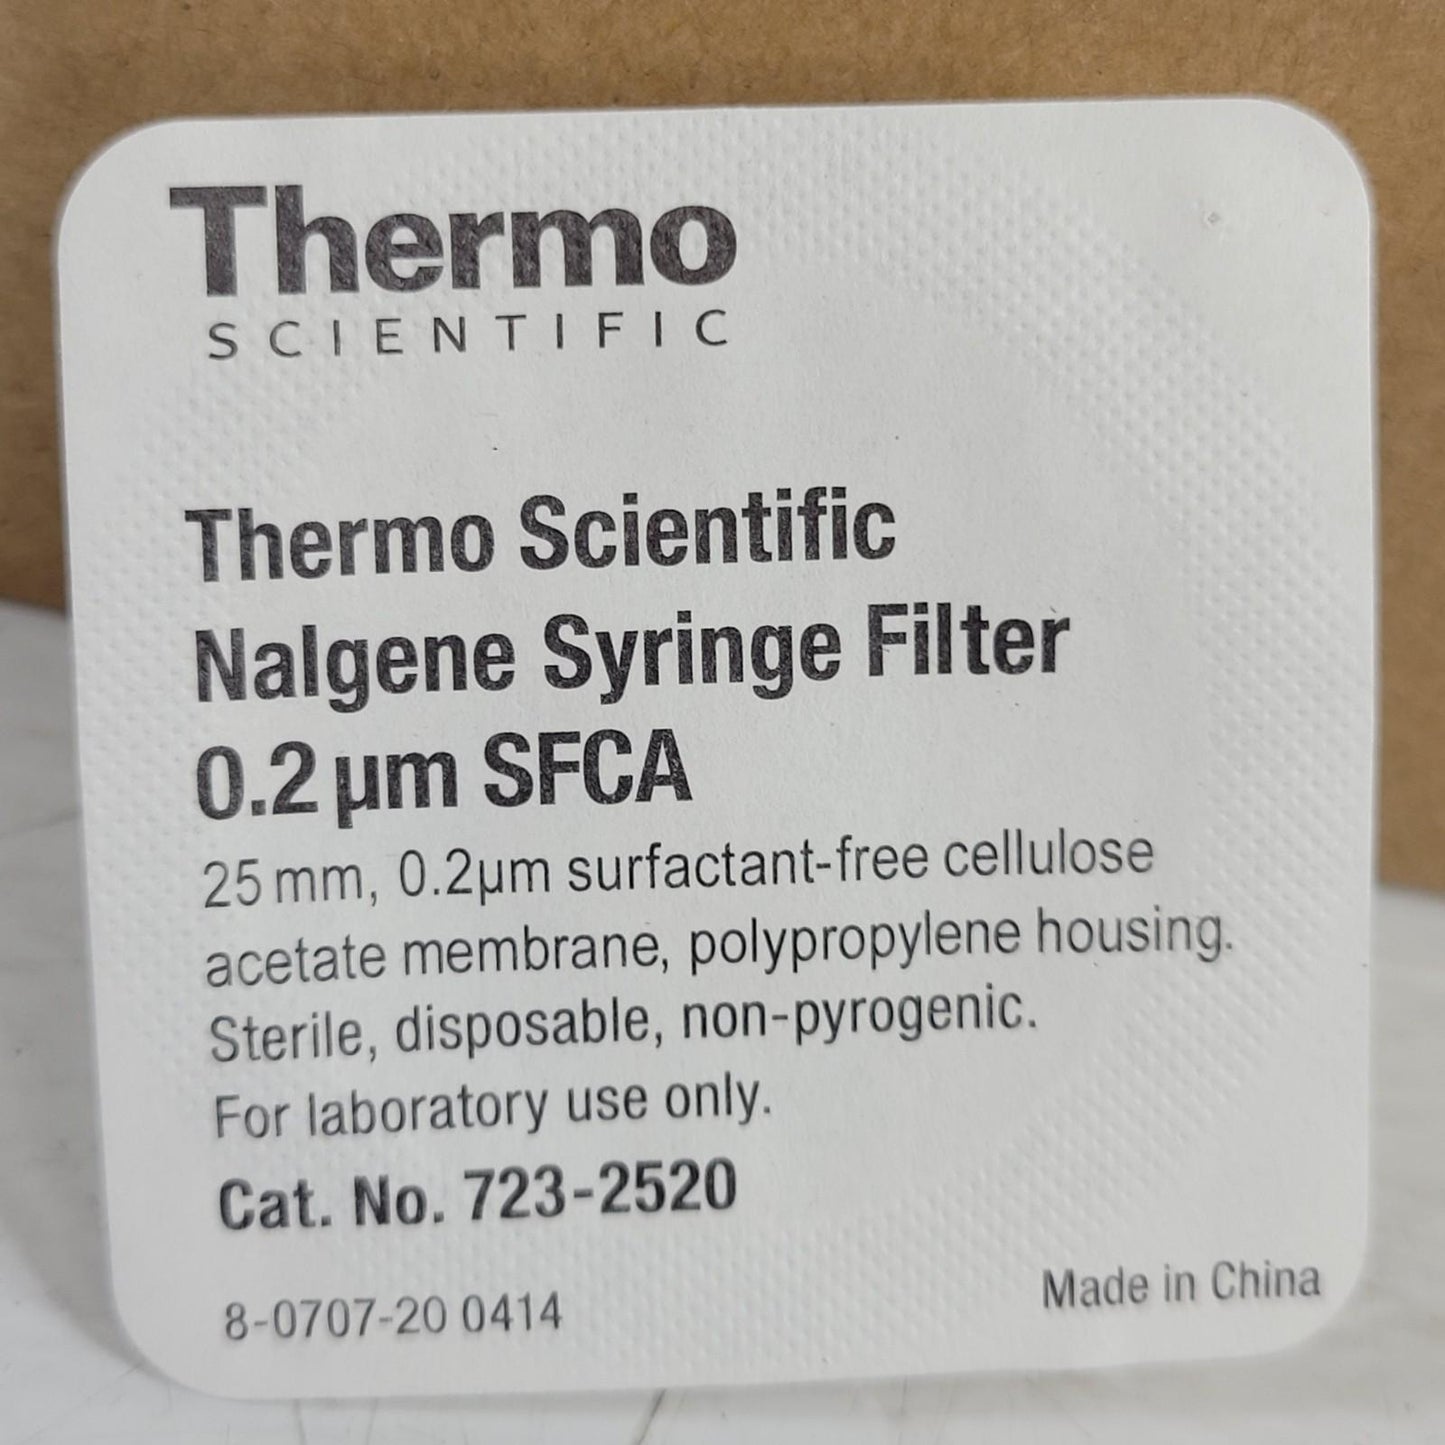 Thermo
SCIENTIFIC
Thermo Scientific
Nalgene Syringe Filter
0.2 µm SFCA
25 mm, 0.2µm surfactant-free cellulose
acetate membrane, polypropylene housing.
Sterile, disposable, non-pyrogenic.
For laboratory use only.
Cat. No. 723-2520
8-0707-20 0414
Made in China